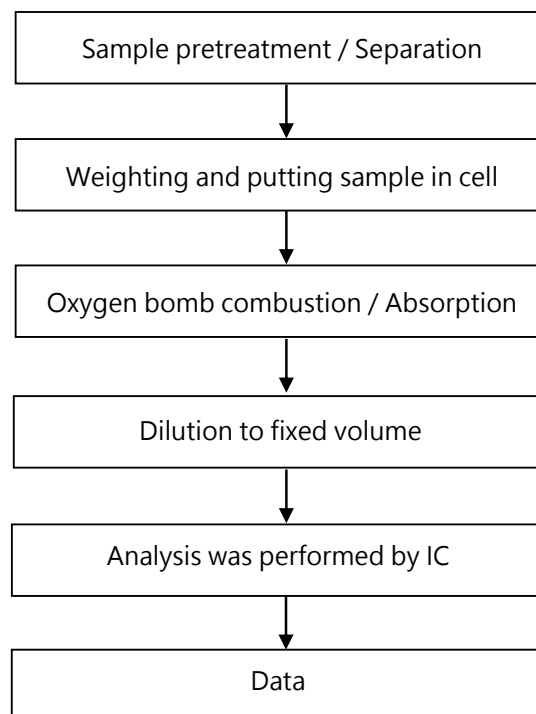 Sample pretreatment / Separation
Weighting and putting sample in cell
Oxygen bomb combustion / Absorption
Dilution to fixed volume
Analysis was performed by IC
Data